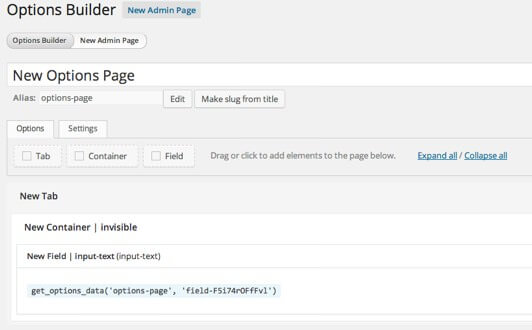 Options Builder New Admin Page
Options Builder New Admin Page
New Options Page
Alias: options-page Edit Make slug from title
Options Settings
Tab Container Field Drag or click to add elements to the page below. Expand all / Collapse all
New Tab
New Container | invisible
New Field | input-text (input-text)
get_options_data('options-page', 'field-F5i74rOFfFvl')